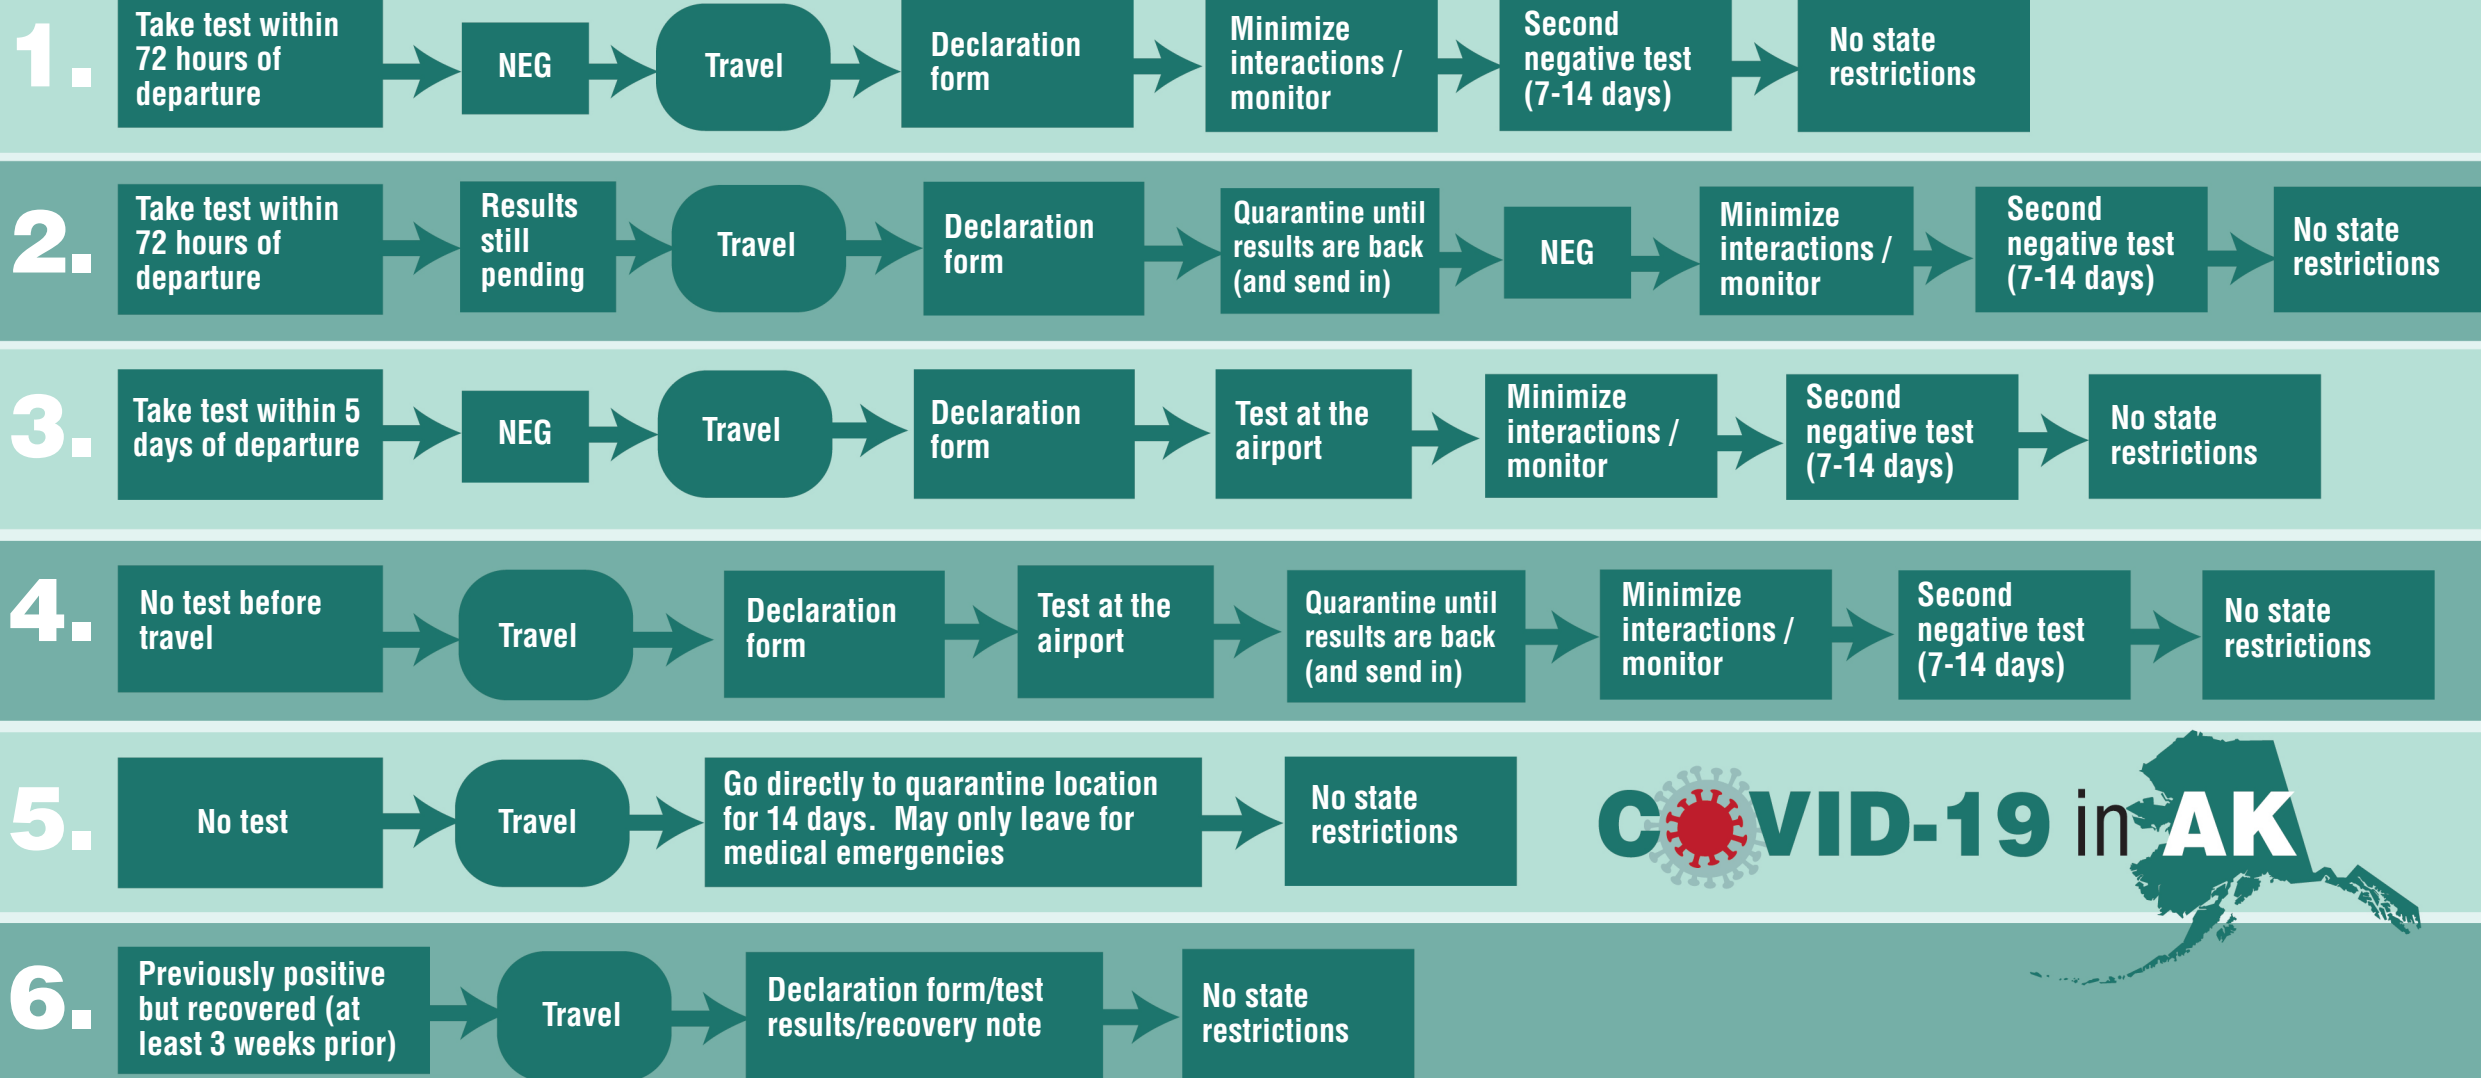 1.
Take test within
72 hours of
departure
NEG
Travel
Declaration
form
Minimize
interactions /
monitor
Second
negative test
(7-14 days)
No state
restrictions
2.
Take test within
72 hours of
departure
Results
still
pending
Travel
Declaration
form
Quarantine until
results are back
(and send in)
NEG
Minimize
interactions /
monitor
Second
negative test
(7-14 days)
No state
restrictions
3.
Take test within 5
days of departure
NEG
Travel
Declaration
form
Test at the
airport
Minimize
interactions /
monitor
Second
negative test
(7-14 days)
No state
restrictions
4.
No test before
travel
Travel
Declaration
form
Test at the
airport
Quarantine until
results are back
(and send in)
Minimize
interactions /
monitor
Second
negative test
(7-14 days)
No state
restrictions
5.
No test
Travel
Go directly to quarantine location
for 14 days.  May only leave for
medical emergencies
No state
restrictions
COVID-19 in AK
6.
Previously positive
but recovered (at
least 3 weeks prior)
Travel
Declaration form/test
results/recovery note
No state
restrictions